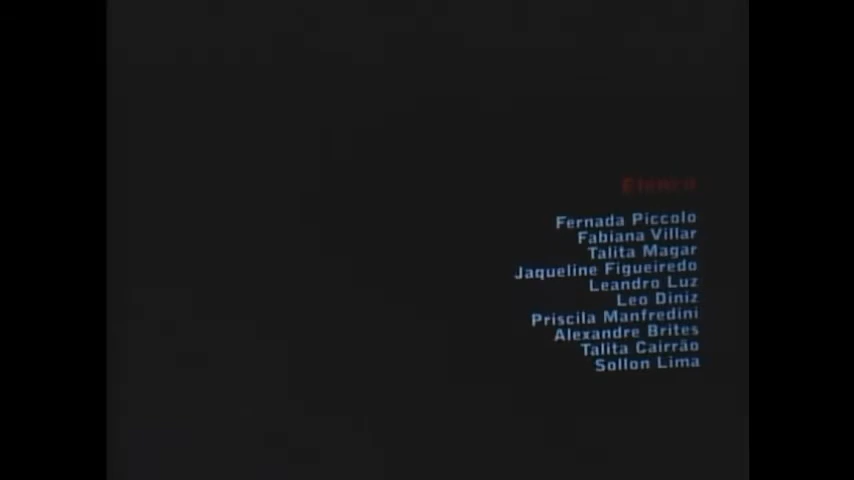 Elenco
Fernada Piccolo
Fabiana Villar
Talita Magar
Jaqueline Figueiredo
Leandro Luz
Leo Diniz
Priscila Manfredini
Alexandre Brites
Talita Cairrão
Sollon Lima